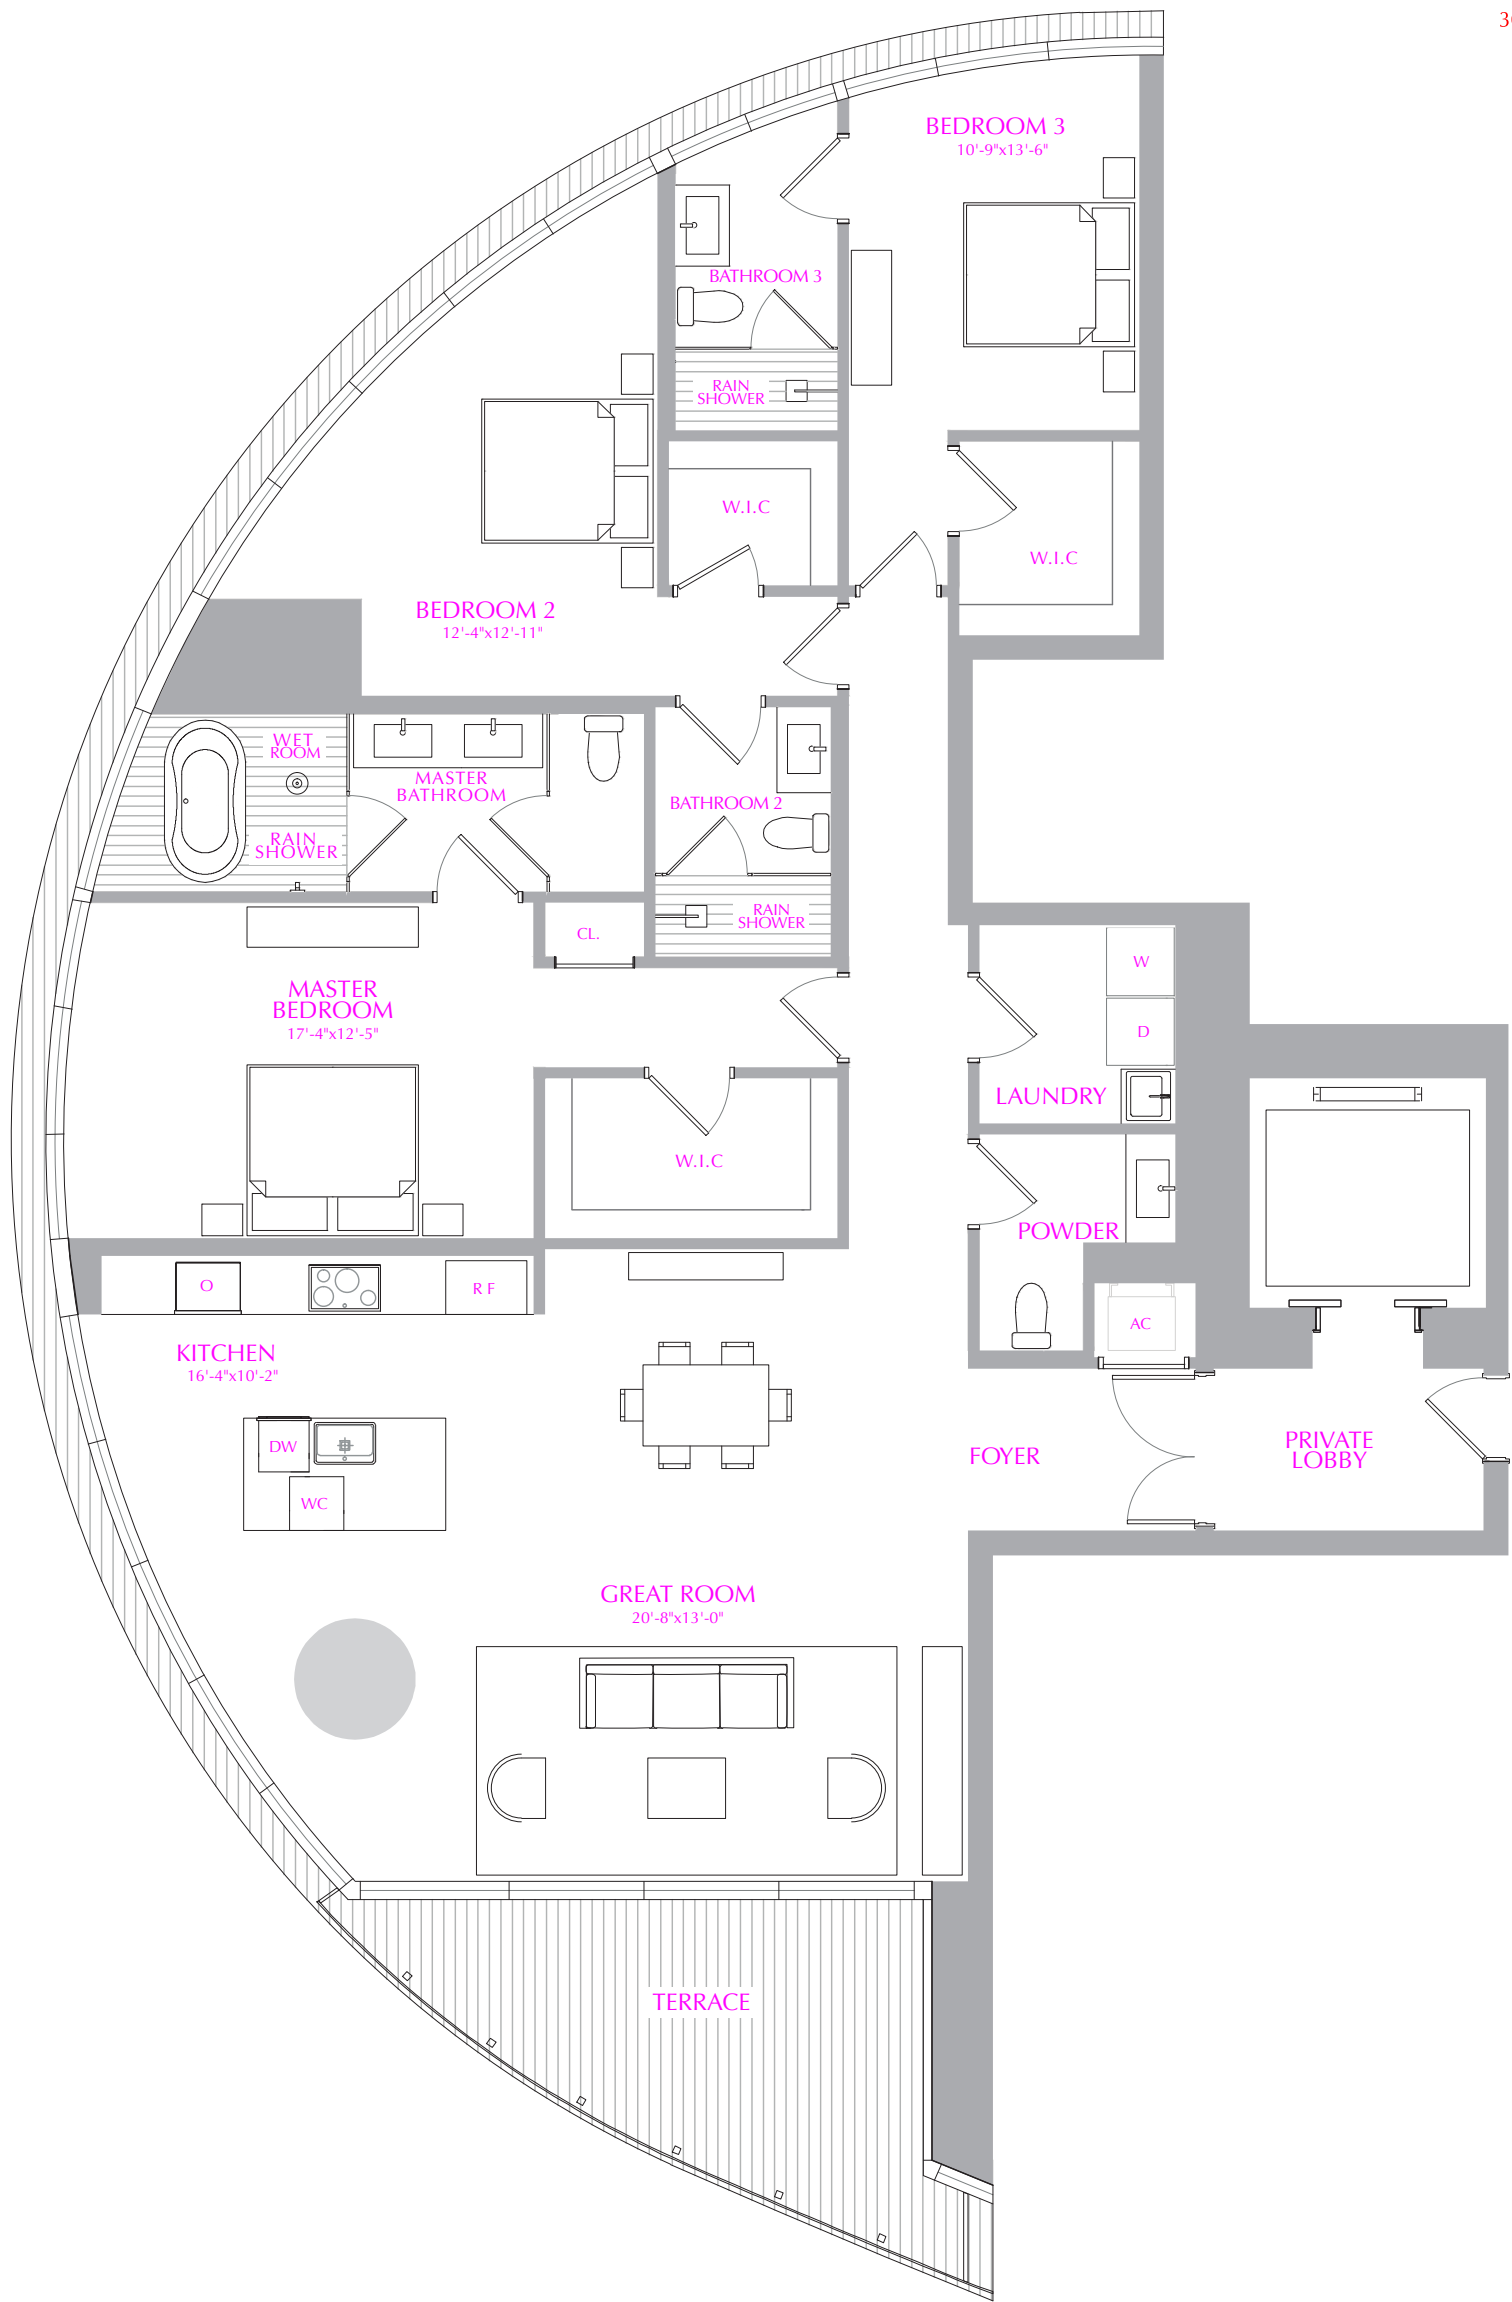 BEDROOM 3
10'-9"x13'-6"
BATHROOM 3
RAIN
SHOWER
W.I.C
W.I.C
BEDROOM 2
12'-4"x12'-11"
WET
ROOM
MASTER
BATHROOM
BATHROOM 2
RAIN
SHOWER
RAIN
SHOWER
CL.
W
MASTER
BEDROOM
17'-4"x12'-5"
D
LAUNDRY
W.I.C
POWDER
O
R F
AC
KITCHEN
16'-4"x10'-2"
DW
WC
FOYER
PRIVATE
LOBBY
GREAT ROOM
20'-8"x13'-0"
TERRACE